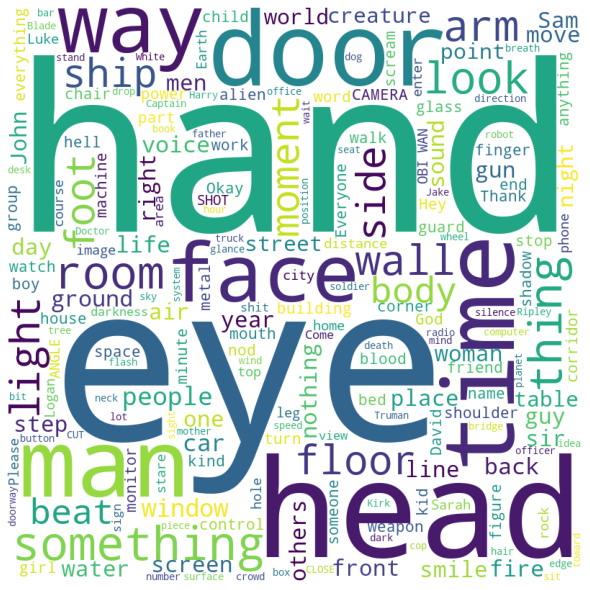 bar
child
world
creature
Sam
everything
Luke
Blade
white
way
door
arm
move
Earth
scream
breath
stand
drop
Captain
Harry
ship
men
power
alien
point
look
enter
dog
anything
hand
John
chair
part
word
CAMERA
glass
direction
office
book
father
wait
hell
voice
work
walk
robot
desk
foot
right
moment
side
sound
gun
finger
seat
OBI WAN
night
group
course
machine
SHOT
area
Okay
position
Everyone
Jake
Hey
end
Thank
phone
Doctor
hour
day
image
life
truck
glance
street
distance
guard
wheel
stop
watch
boy
room
face
wall
body
shadow
house
darkness
sky
system
metal
city
soldier
corner
silence
Ripley
ground
air
shit
building
God
radio
computer
light
tree
ANGLE
year
home
mouth
Come
mind
woman
time
thing
corridor
space
flash
wind
top
minute
death
blood
friend
planet
bit
Logan
nod
eye
nothing
step
people
neck
lot
one
leg
bed
place
name
table
button
CUT
mother
sight
speed
Truman
shoulder
bridge
guy
idea
man
car
turn
view
David
sir
officer
doorway
Please
monitor
stare
kind
floor
line
back
beat
window
hole
someone
kid
Sarah
figure
rock
sign
piece
control
others
weapon
Kirk
dark
cop
hair
toward
something
head
girl
water
screen
front
smile
fire
edge
sit
number
surface
crowd
box
CLOSE